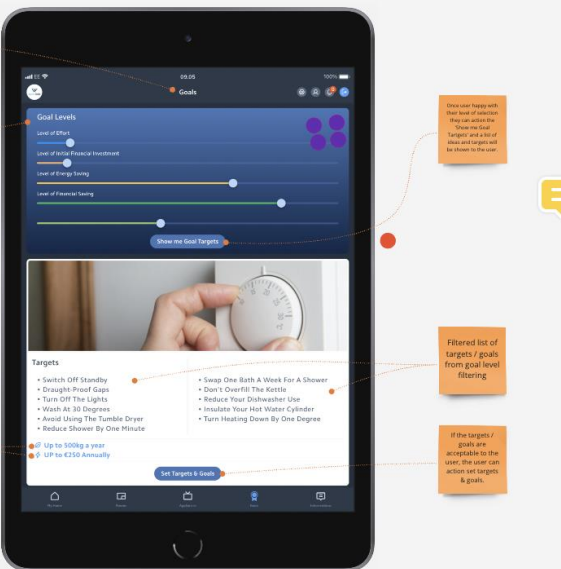 EE
09.05
100%
Goals
Goal Levels
Level of Effort
Level of Initial Financial Investment
Level of Energy Saving
Level of Financial Saving
Show me Goal Targets
Targets
• Switch Off Standby
• Draught-Proof Gaps
• Turn Off The Lights
• Wash At 30 Degrees
• Avoid Using The Tumble Dryer
• Reduce Shower By One Minute
• Swap One Bath A Week For A Shower
• Don't Overfill The Kettle
• Reduce Your Dishwasher Use
• Insulate Your Hot Water Cylinder
• Turn Heating Down By One Degree
Up to 500kg a year
UP to €250 Annually
Set Targets & Goals
Once user happy with
their level of selection
they can action the
'Show me Goal
Targets' and a list of
ideas and targets will
be shown to the user.
Filtered list of
targets / goals
from goal level
filtering
If the targets /
goals are
acceptable to the
user, the user can
action set targets
& goals.